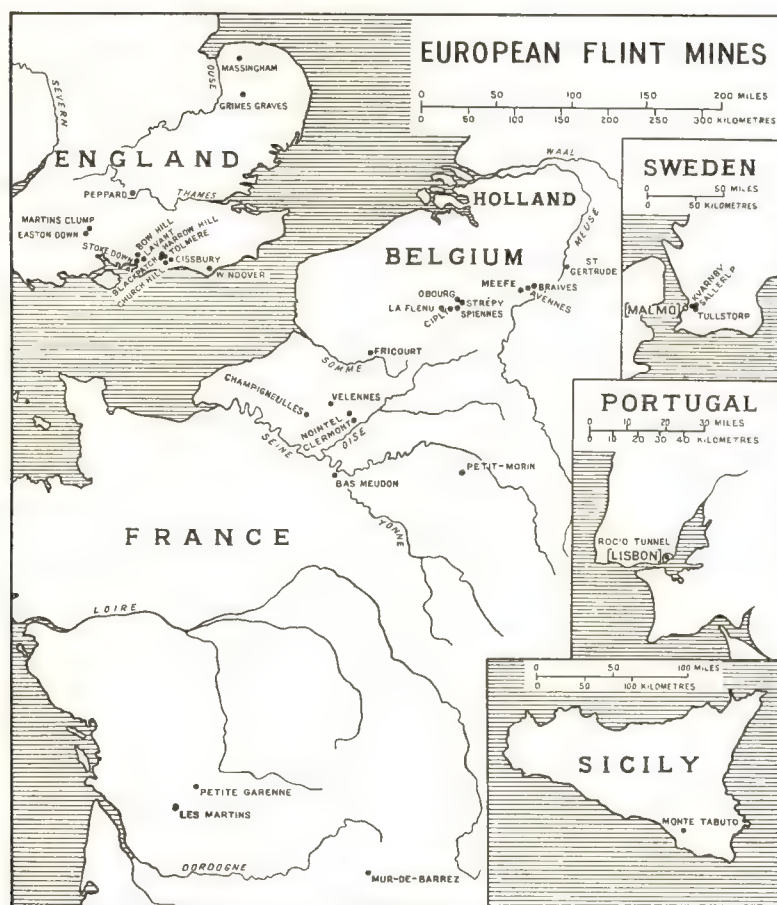 EUROPEAN FLINT MINES
0 50 100 150 200 MILES
0 50 100 150 200 250 300 KILOMETRES
SEVERN
OUSE
MASSINGHAM
GRIMES GRAVES
ENGLAND
PEPPARD
THAMES
MARTINS CLUMP
EASTON DOWN
STOKE DOWN
BOW HILL
LAVANT
HARROW HILL
TOLMERE
BLACKPATCH
CHURCH HILL
CISSBURY
WINDOVER
WAAL
HOLLAND
MEUSE
BELGIUM
ST
GERTRUDE
MEEFE
BRAIVES
AVENNES
OBOURG
STRÉPY
LA FLENU
CIPLY
SPIENNES
FRICOURT
SOMME
CHAMPIGNEULLES
VELENNES
NOINTEL
CLERMONT
OISE
SEINE
BAS MEUDON
PETIT-MORIN
YONNE
FRANCE
LOIRE
PETITE GARENNE
LES MARTINS
DORDOGNE
MUR-DE-BARREZ
SWEDEN
0 50 MILES
0 50 KILOMETRES
KVARNBY
SALLERUP
[MALMO]
TULLSTORP
PORTUGAL
0 10 20 30 MILES
0 10 20 30 40 KILOMETRES
ROC'O TUNNEL
[LISBON]
0 50 100 MILES
0 50 100 KILOMETRES
SICILY
MONTE TABUTO